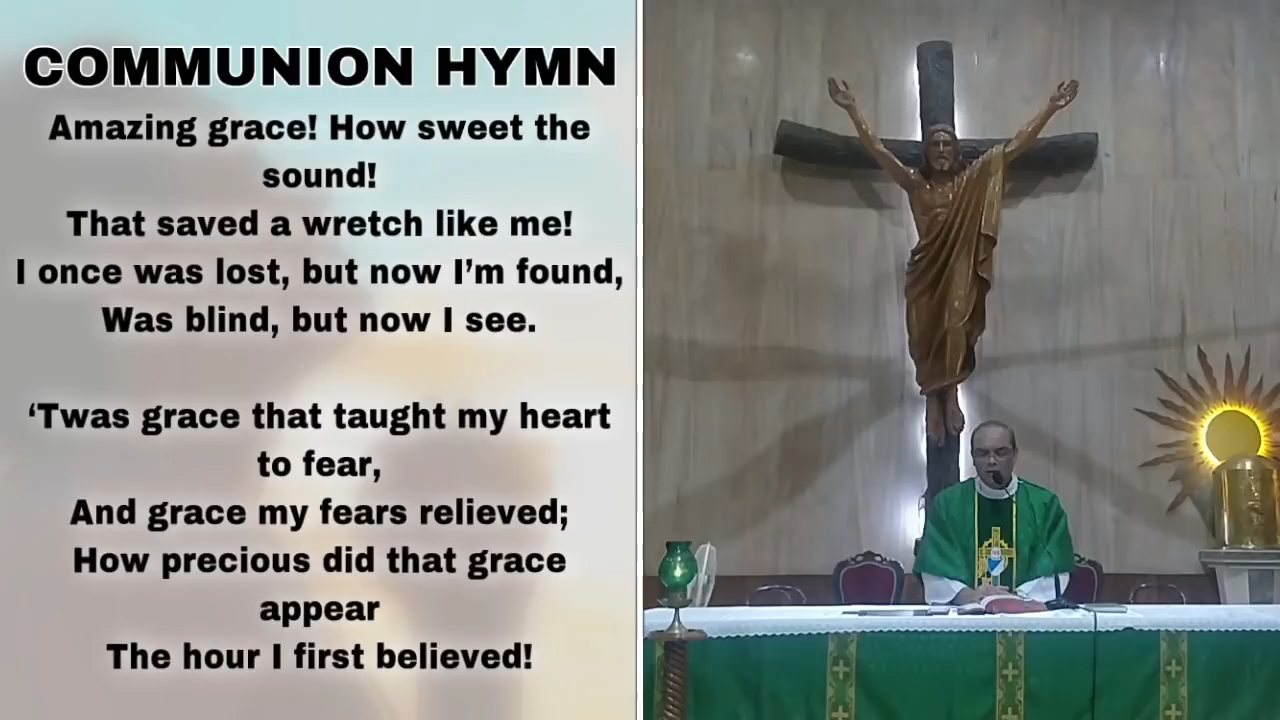 COMMUNION HYMN
Amazing grace! How sweet the
sound!
That saved a wretch like me!
I once was lost, but now I’m found,
Was blind, but now I see.
‘Twas grace that taught my heart
to fear,
And grace my fears relieved;
How precious did that grace
appear
The hour I first believed!